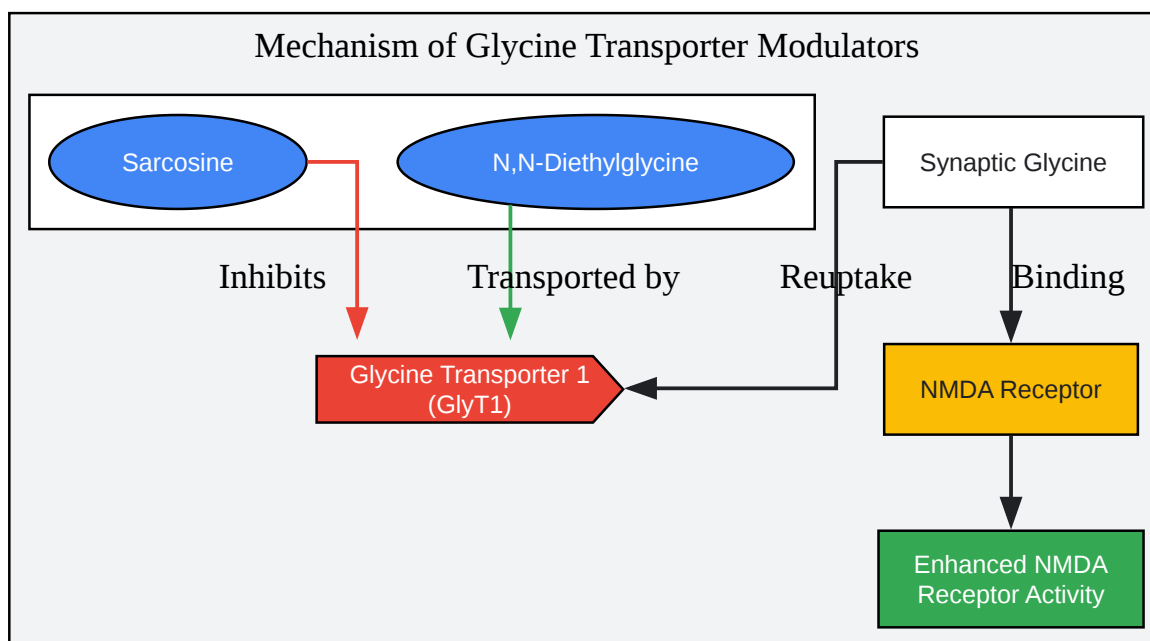 Mechanism of Glycine Transporter Modulators
Sarcosine
N,N-Diethylglycine
Synaptic Glycine
Inhibits
Transported by
Reuptake
Binding
Glycine Transporter 1
(GlyT1)
NMDA Receptor
Enhanced NMDA
Receptor Activity